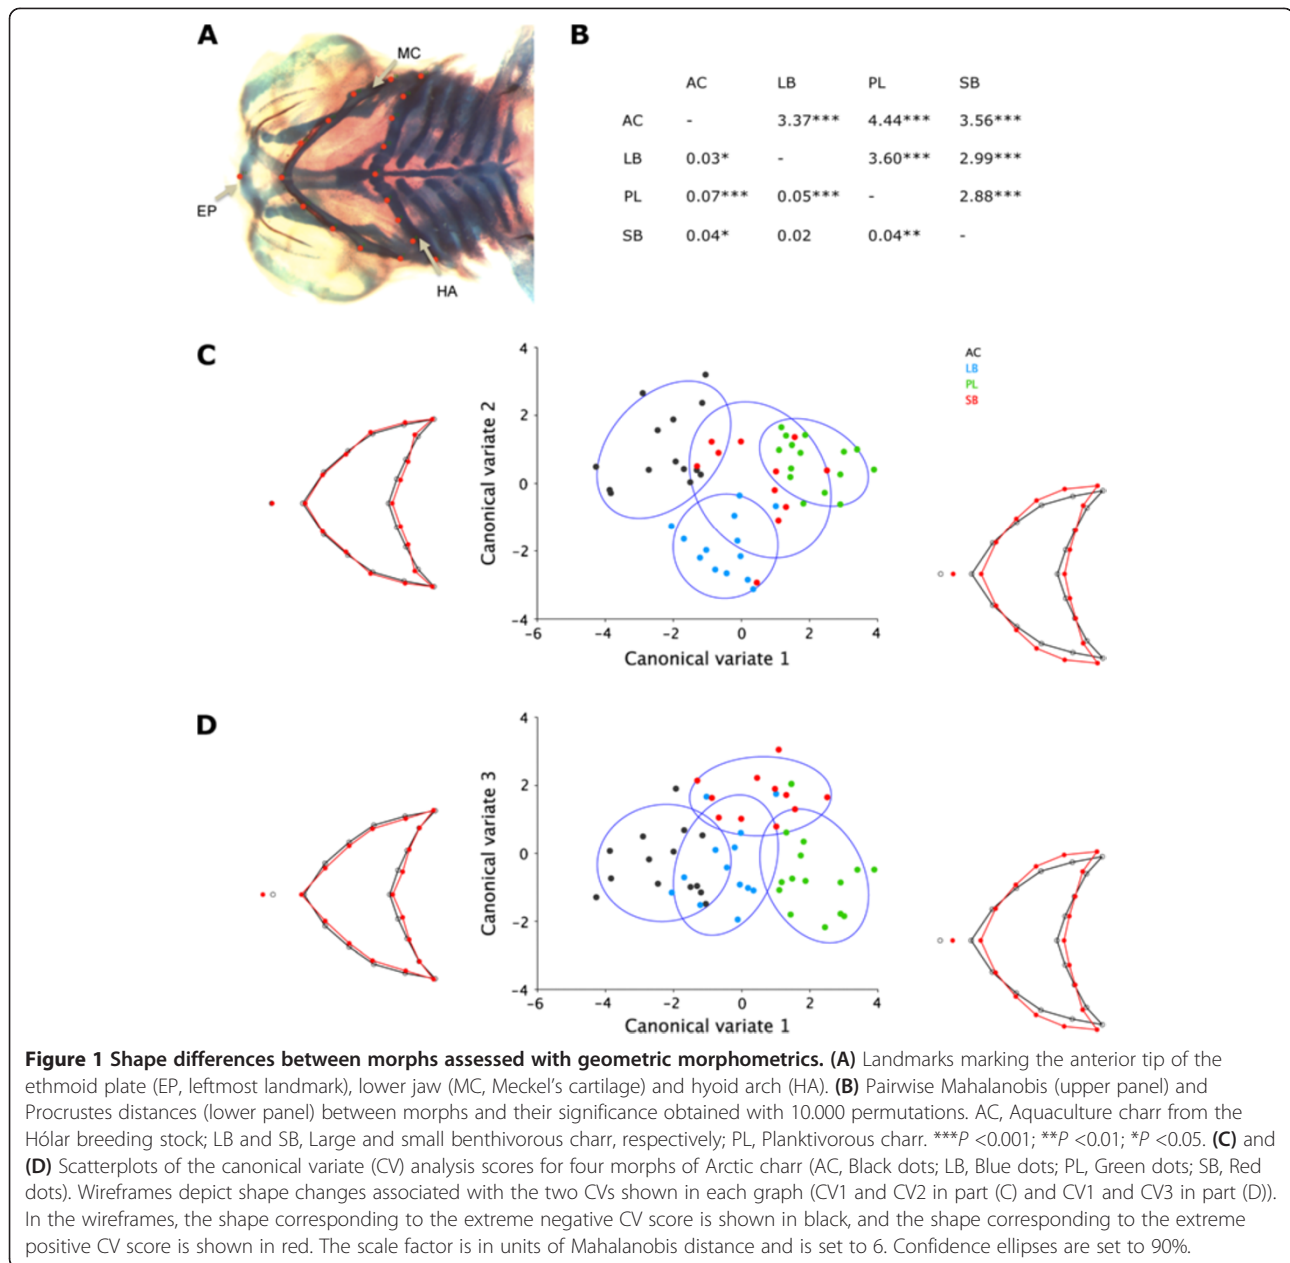 A
MC
EP
HA
B
AC LB PL SB
AC - 3.37*** 4.44*** 3.56***
LB 0.03* - 3.60*** 2.99***
PL 0.07*** 0.05*** - 2.88***
SB 0.04* 0.02 0.04** -
C
4
2
0
−2
−4
−6 −4 −2 0 2 4
Canonical variate 2
Canonical variate 1
AC
LB
PL
SB
D
4
2
0
−2
−4
−6 −4 −2 0 2 4
Canonical variate 3
Canonical variate 1
Figure 1 Shape differences between morphs assessed with geometric morphometrics. (A) Landmarks marking the anterior tip of the
ethmoid plate (EP, leftmost landmark), lower jaw (MC, Meckel's cartilage) and hyoid arch (HA). (B) Pairwise Mahalanobis (upper panel) and
Procrustes distances (lower panel) between morphs and their significance obtained with 10.000 permutations. AC, Aquaculture charr from the
Hólar breeding stock; LB and SB, Large and small benthivorous charr, respectively; PL, Planktivorous charr. ***P <0.001; **P <0.01; *P <0.05. (C) and
(D) Scatterplots of the canonical variate (CV) analysis scores for four morphs of Arctic charr (AC, Black dots; LB, Blue dots; PL, Green dots; SB, Red
dots). Wireframes depict shape changes associated with the two CVs shown in each graph (CV1 and CV2 in part (C) and CV1 and CV3 in part (D)).
In the wireframes, the shape corresponding to the extreme negative CV score is shown in black, and the shape corresponding to the extreme
positive CV score is shown in red. The scale factor is in units of Mahalanobis distance and is set to 6. Confidence ellipses are set to 90%.